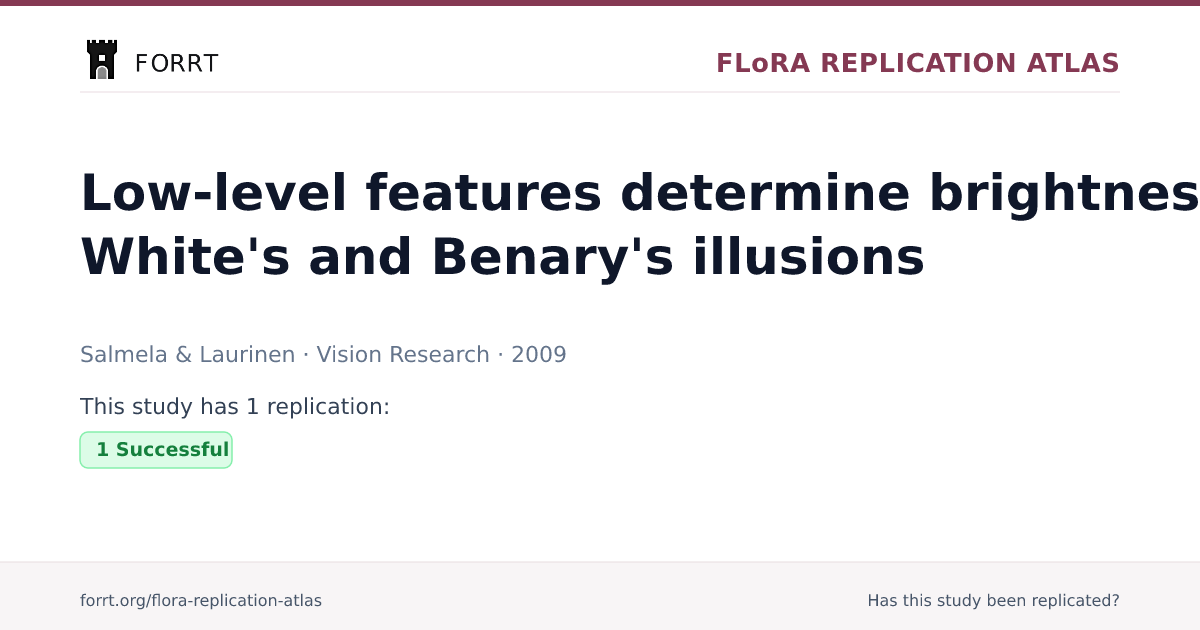 FORRT
FLoRA REPLICATION ATLAS
Low-level features determine brightnes
White's and Benary's illusions
Salmela & Laurinen · Vision Research · 2009
This study has 1 replication:
1 Successful
forrt.org/flora-replication-atlas
Has this study been replicated?